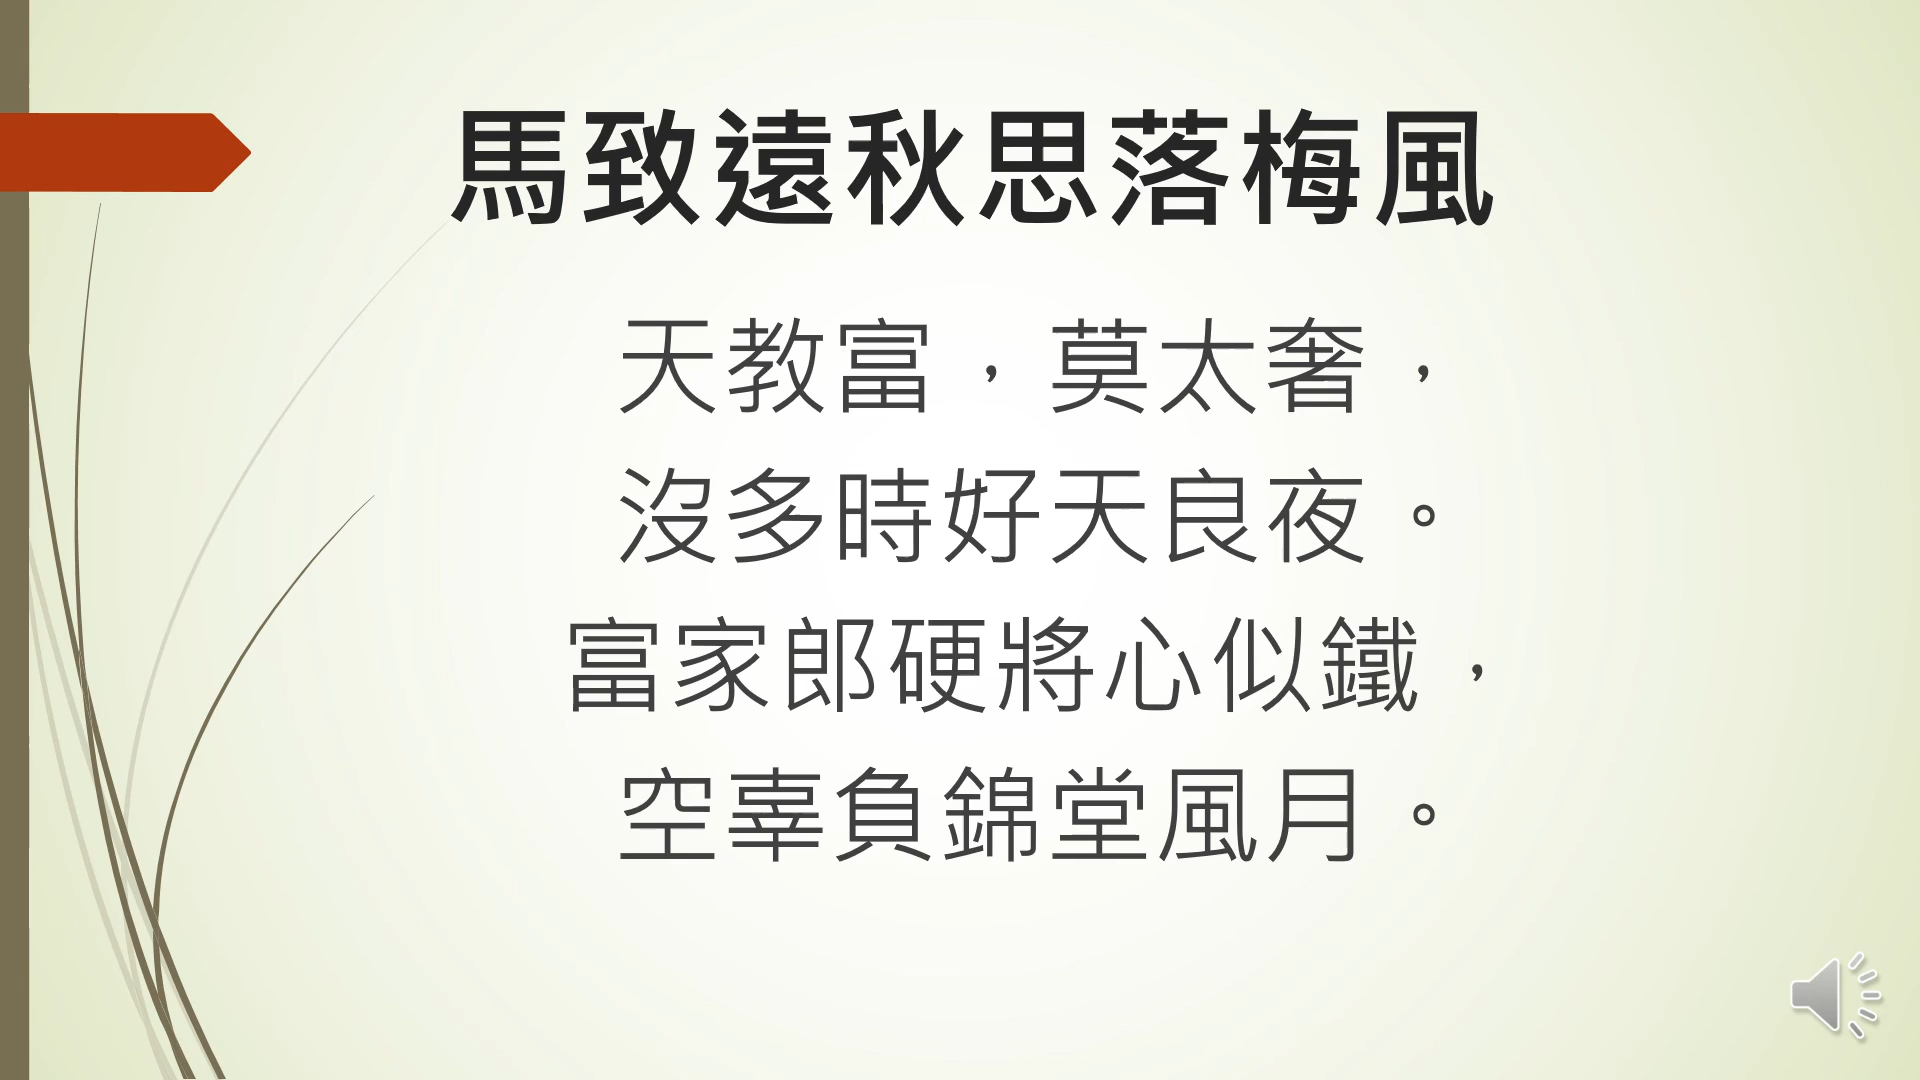 馬致遠秋思落梅風
天教富，莫太奢，
沒多時好天良夜。
富家郎硬將心似鐵，
空辜負錦堂風月。